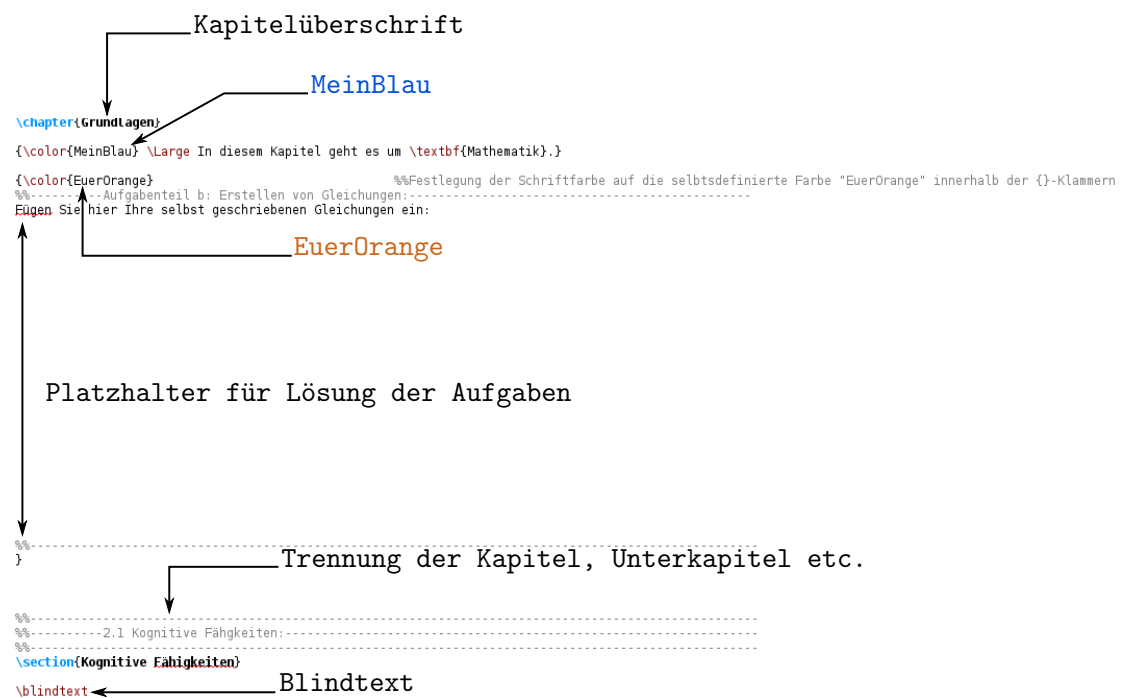 Kapitelüberschrift
MeinBlau
\chapter{Grundlagen}
{\color{MeinBlau} \Large In diesem Kapitel geht es um \textbf{Mathematik}.}
{\color{EuerOrange} %%Festlegung der Schriftfarbe auf die selbtsdefinierte Farbe "EuerOrange" innerhalb der {}-Klammern
%%----------Aufgabenteil b: Erstellen von Gleichungen:-----------------------------------------------
Fügen Sie hier Ihre selbst geschriebenen Gleichungen ein:
EuerOrange
Platzhalter für Lösung der Aufgaben
%%----------------------------------------------------------------------------------------------------
}
Trennung der Kapitel, Unterkapitel etc.
%%----------------------------------------------------------------------------------------------------
%%----------2.1 Kognitive Fähgkeiten:-----------------------------------------------------------------
%%----------------------------------------------------------------------------------------------------
\section{Kognitive Fähigkeiten}
Blindtext
\blindtext